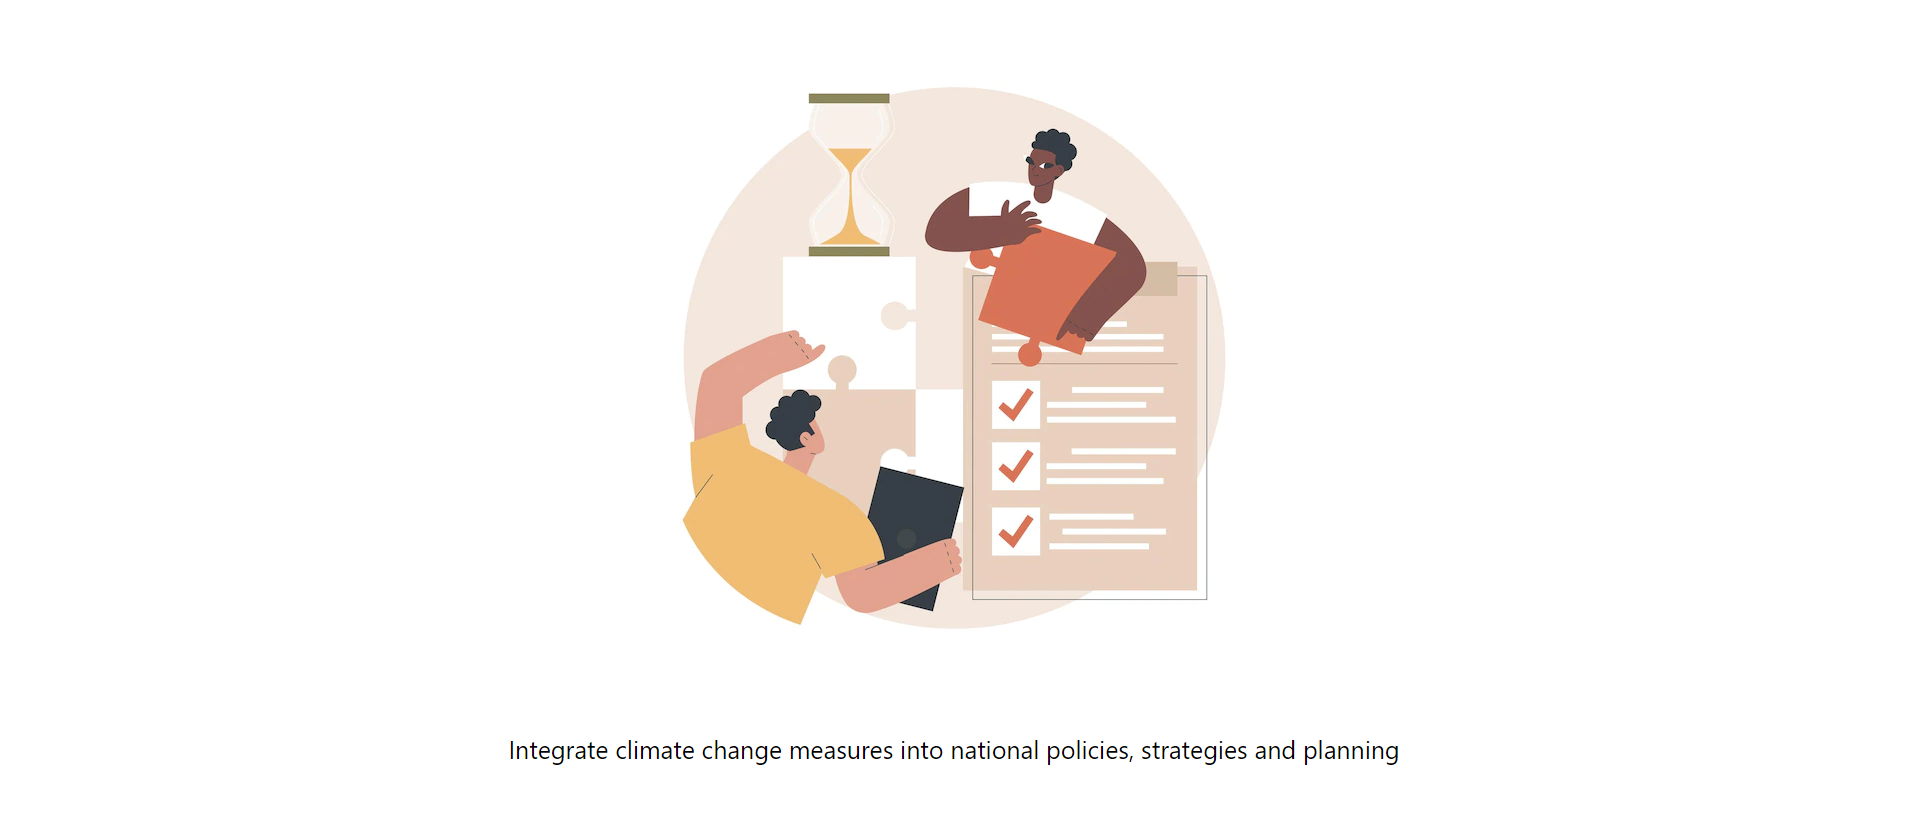 Integrate climate change measures into national policies, strategies and planning